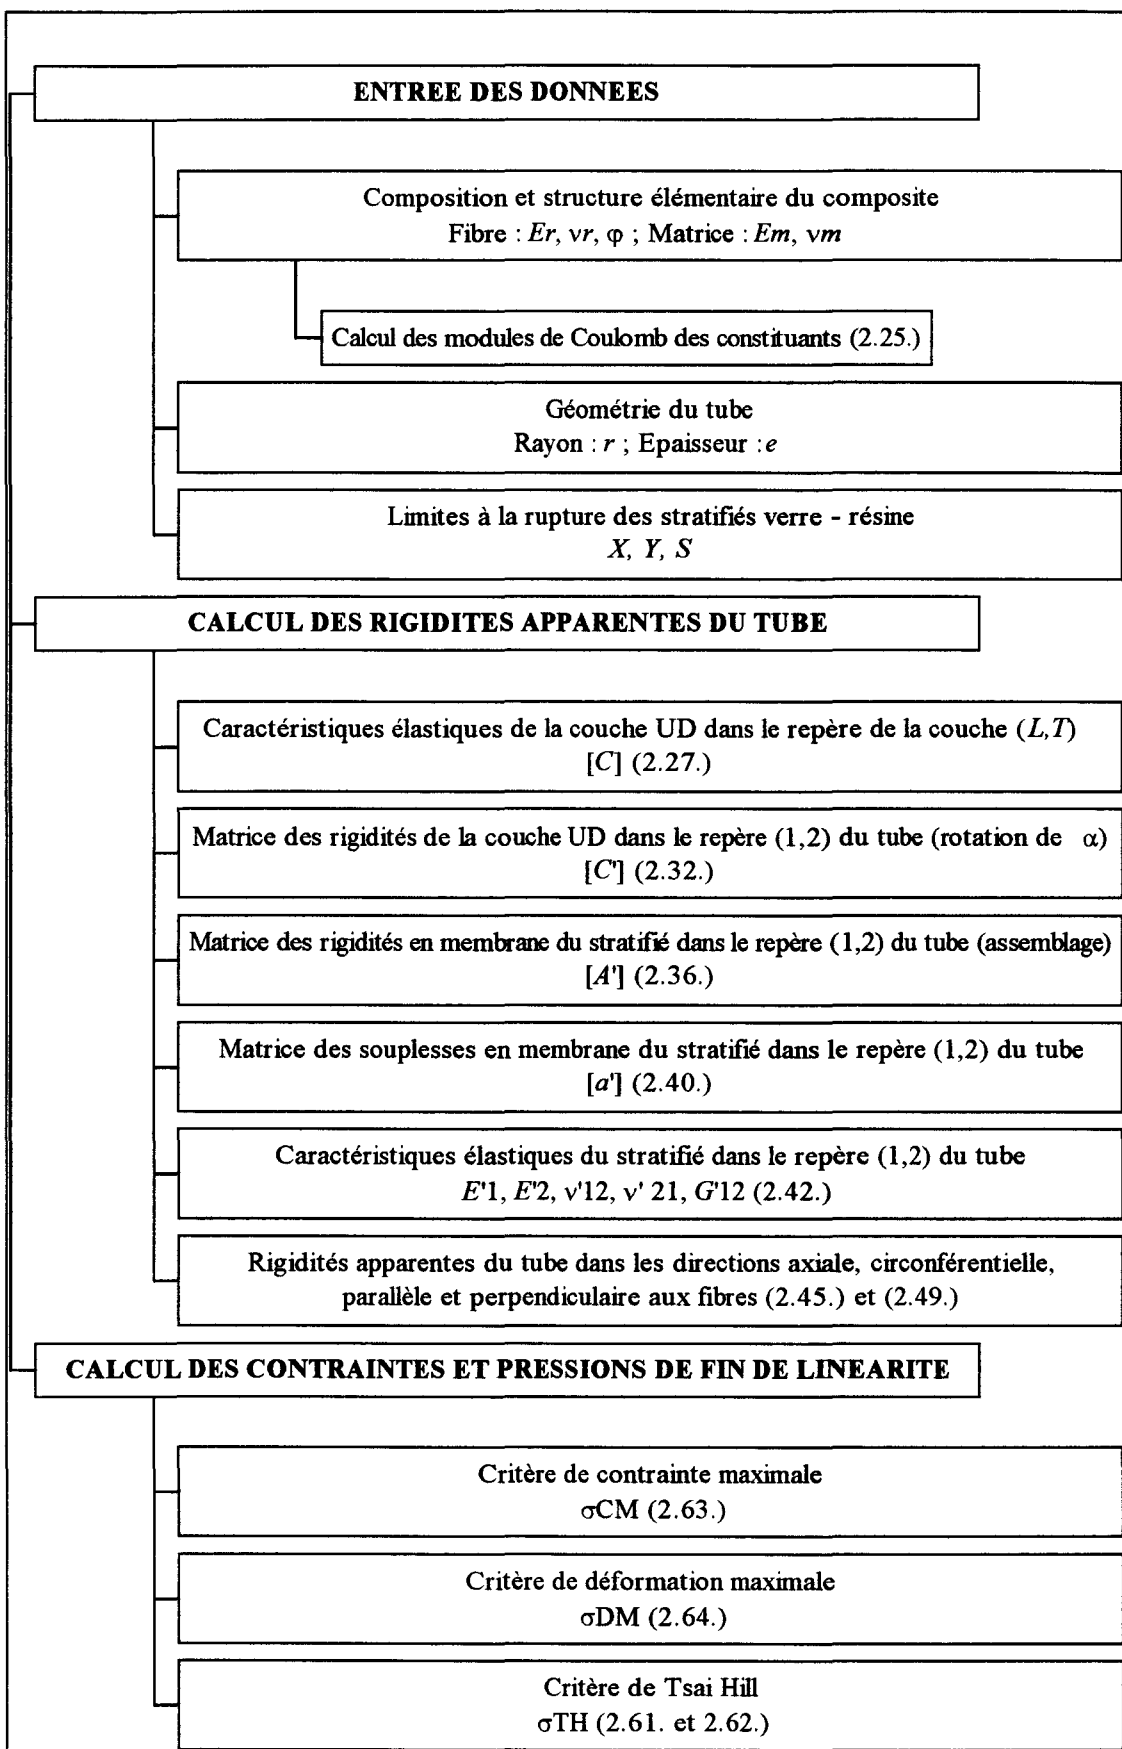 ENTREE DES DONNEES
Composition et structure élémentaire du composite
Fibre : Er, νr, φ ; Matrice : Em, νm
Calcul des modules de Coulomb des constituants (2.25.)
Géométrie du tube
Rayon : r ; Epaisseur : e
Limites à la rupture des stratifiés verre - résine
X, Y, S
CALCUL DES RIGIDITES APPARENTES DU TUBE
Caractéristiques élastiques de la couche UD dans le repère de la couche (L,T)
[C] (2.27.)
Matrice des rigidités de la couche UD dans le repère (1,2) du tube (rotation de α)
[C'] (2.32.)
Matrice des rigidités en membrane du stratifié dans le repère (1,2) du tube (assemblage)
[A'] (2.36.)
Matrice des souplesses en membrane du stratifié dans le repère (1,2) du tube
[a'] (2.40.)
Caractéristiques élastiques du stratifié dans le repère (1,2) du tube
E'1, E'2, ν'12, ν' 21, G'12 (2.42.)
Rigidités apparentes du tube dans les directions axiale, circonférentielle,
parallèle et perpendiculaire aux fibres (2.45.) et (2.49.)
CALCUL DES CONTRAINTES ET PRESSIONS DE FIN DE LINEARITE
Critère de contrainte maximale
σCM (2.63.)
Critère de déformation maximale
σDM (2.64.)
Critère de Tsai Hill
σTH (2.61. et 2.62.)